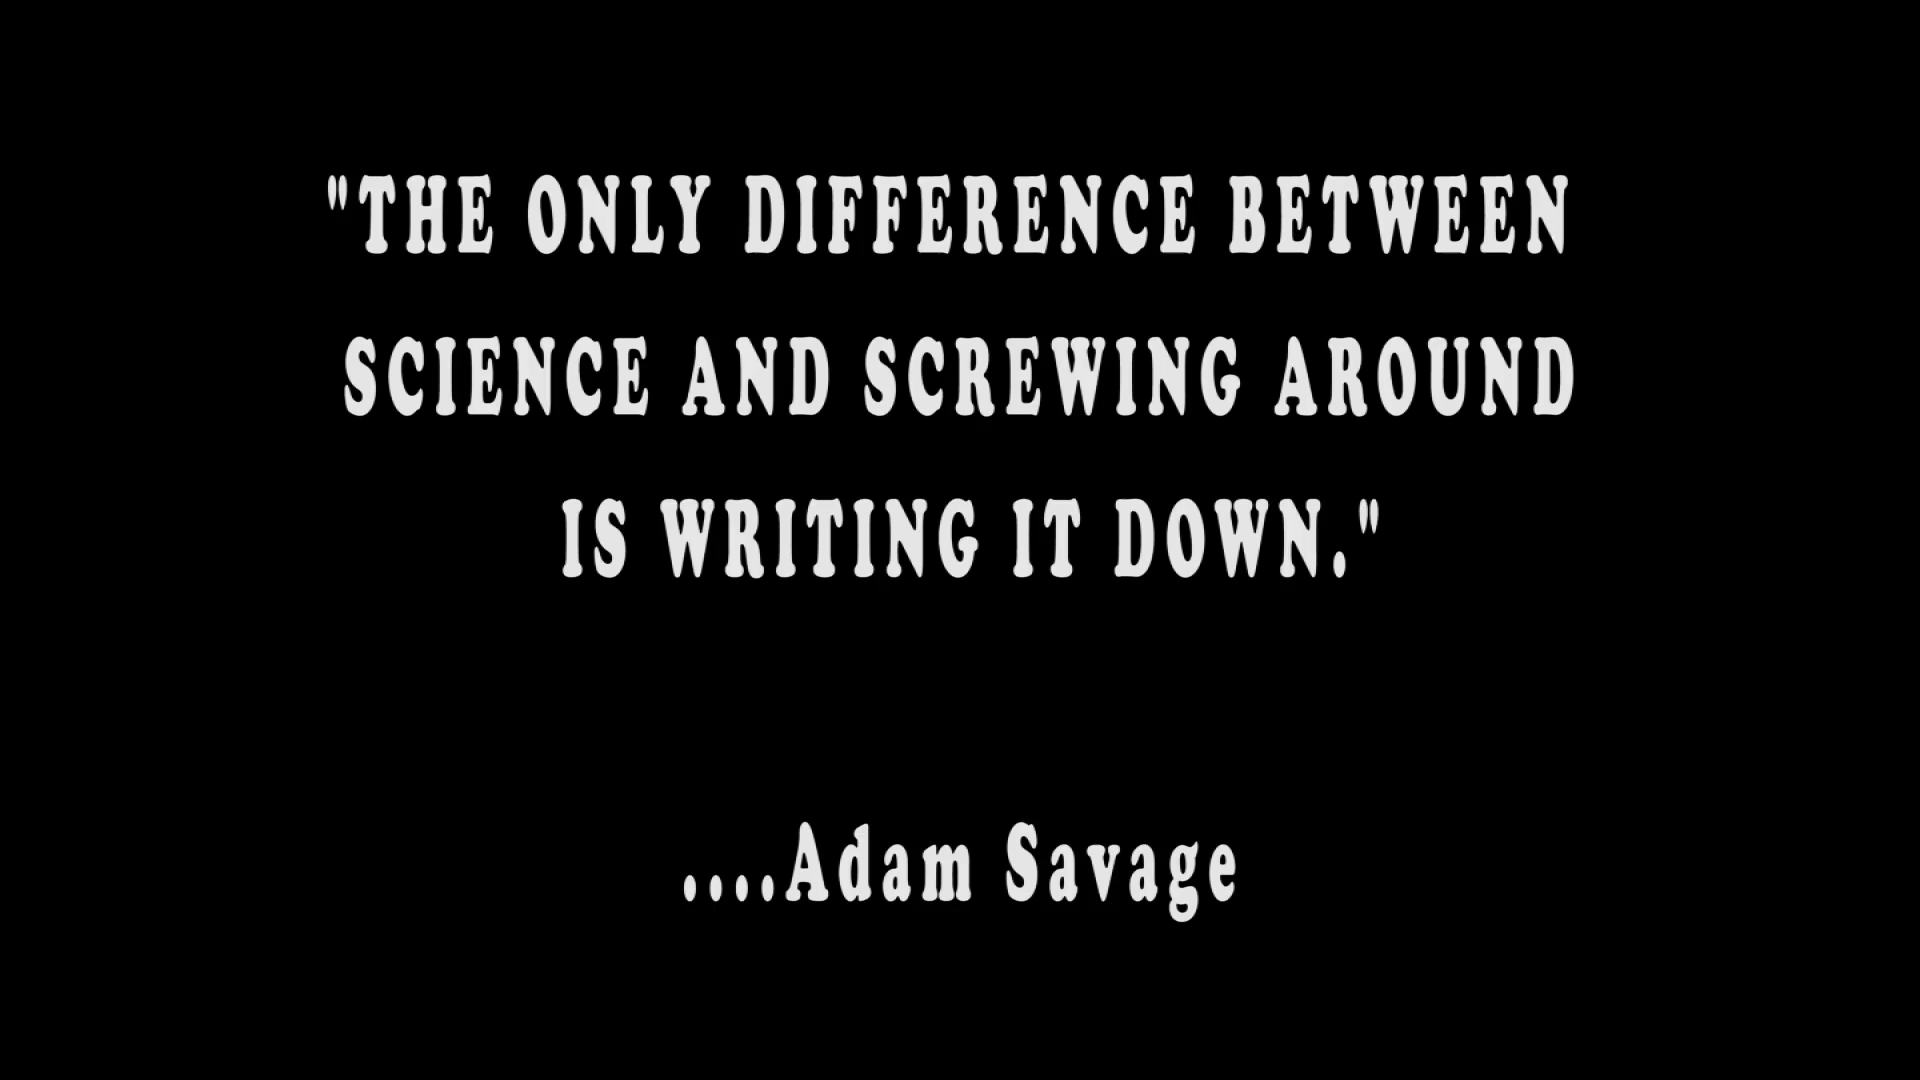 "THE ONLY DIFFERENCE BETWEEN
SCIENCE AND SCREWING AROUND
IS WRITING IT DOWN."
....Adam Savage